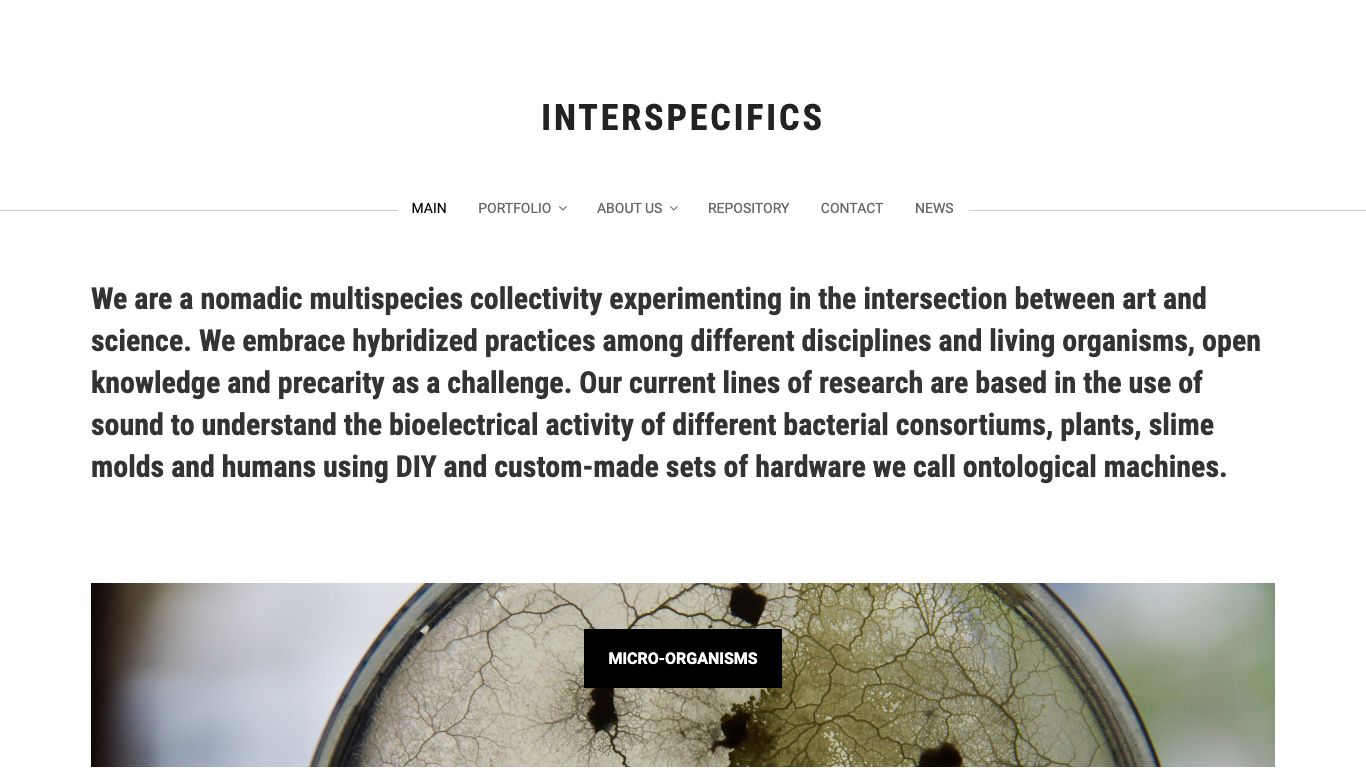 INTERSPECIFICS
MAIN PORTFOLIO ABOUT US REPOSITORY CONTACT NEWS
We are a nomadic multispecies collectivity experimenting in the intersection between art and
science. We embrace hybridized practices among different disciplines and living organisms, open
knowledge and precarity as a challenge. Our current lines of research are based in the use of
sound to understand the bioelectrical activity of different bacterial consortiums, plants, slime
molds and humans using DIY and custom-made sets of hardware we call ontological machines.
MICRO-ORGANISMS